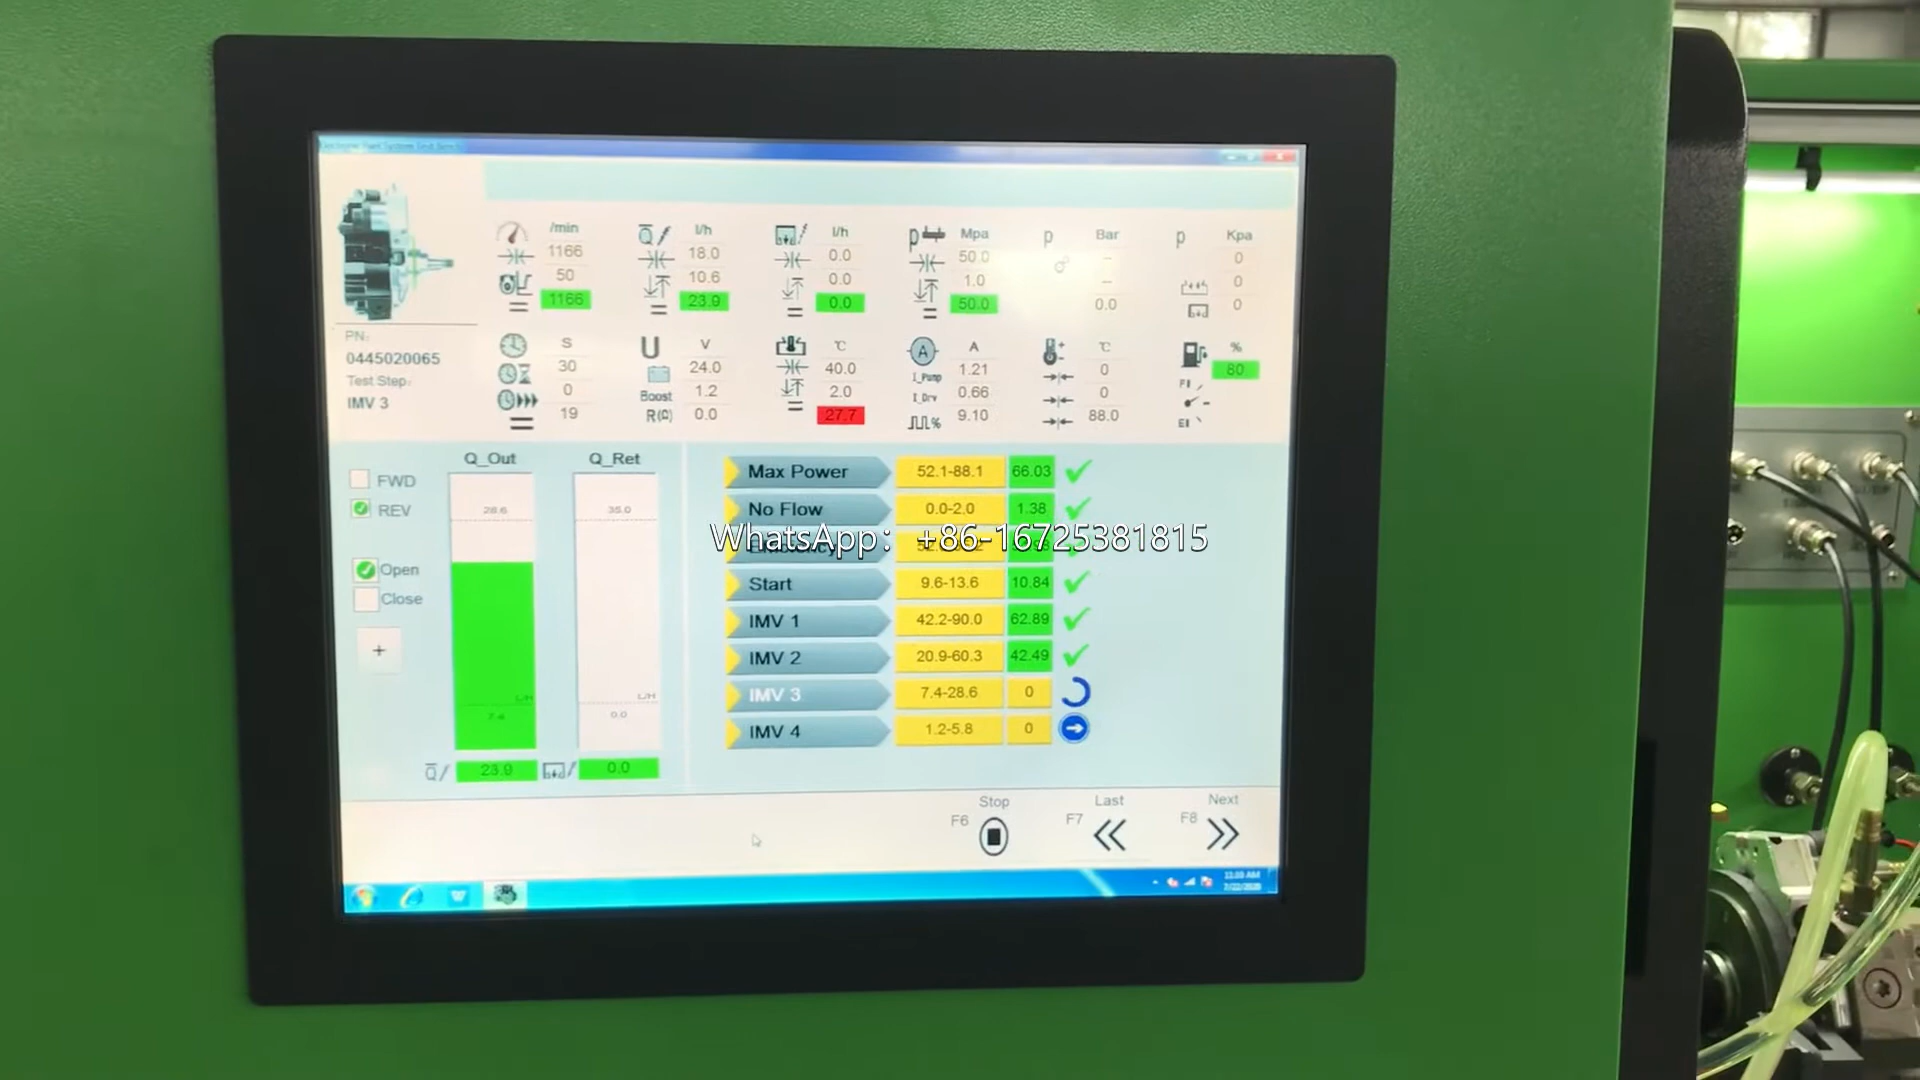 Electronic Fuel System Test Bench
/min
1166
50
1166
l/h
18.0
10.6
23.9
l/h
0.0
0.0
0.0
p
Mpa
50.0
1.0
50.0
p
Bar
--
--
0.0
p
Kpa
0
0
0
PN:
0445020065
Test Step:
IMV 3
S
30
0
19
U
V
24.0
Boost
1.2
R(Ω)
0.0
℃
40.0
2.0
27.7
A
A
I_Pump
1.21
I_Drv
0.66
%
9.10
℃
0
0
88.0
%
80
FWD
REV
Open
Close
+
Q_Out
28.6
L/H
7.4
Q/
23.9
Q_Ret
35.0
L/H
0.0
0.0
Max Power 52.1-88.1 66.03
No Flow 0.0-2.0 1.38
Efficiency
Start 9.6-13.6 10.84
IMV 1 42.2-90.0 62.89
IMV 2 20.9-60.3 42.49
IMV 3 7.4-28.6 0
IMV 4 1.2-5.8 0
WhatsApp：+86-16725381815
F6 Stop
F7 Last
F8 Next